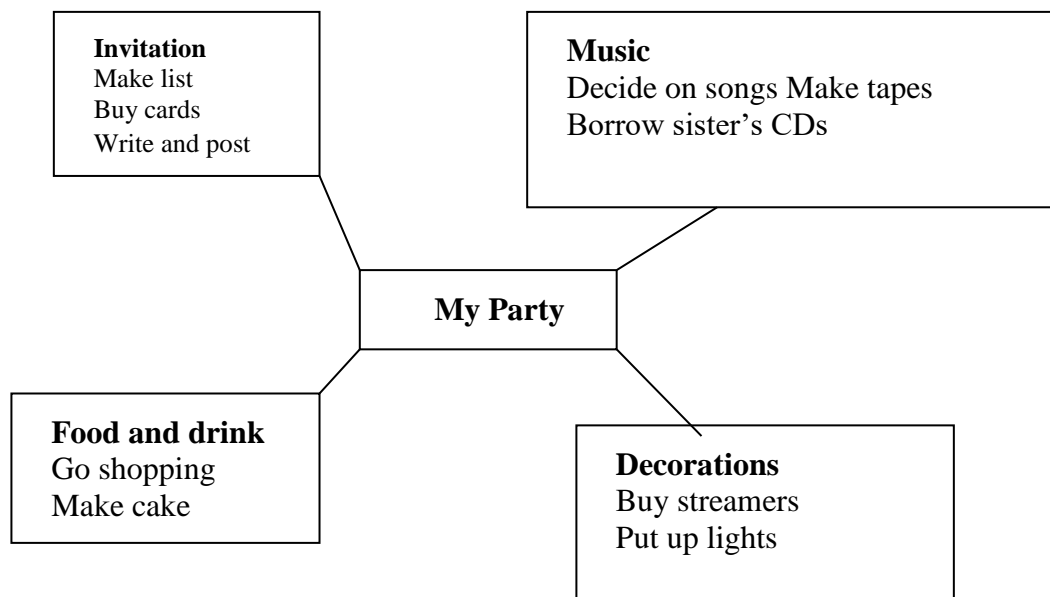 Invitation
Make list
Buy cards
Write and post
Music
Decide on songs Make tapes
Borrow sister’s CDs
My Party
Food and drink
Go shopping
Make cake
Decorations
Buy streamers
Put up lights